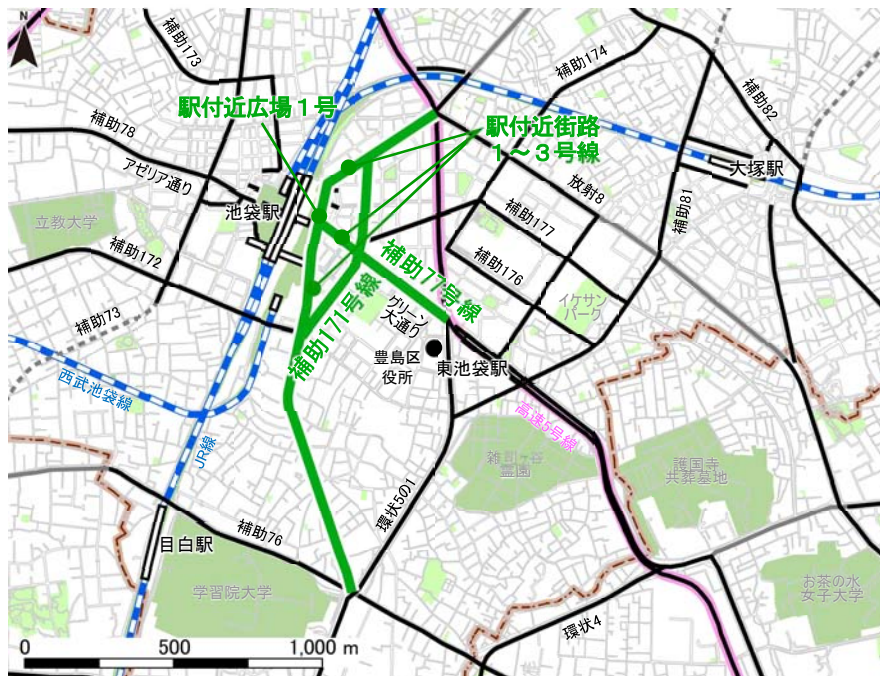 N
補助173
補助174
補助82
駅付近広場１号
駅付近街路
１～３号線
補助78
アゼリア通り
大塚駅
放射8
補助81
池袋駅
立教大学
補助177
補助172
補助77号線
補助176
イケサン
パーク
補助73
グリーン
大通り
補助171号線
豊島区
役所
東池袋駅
西武池袋線
高速5号線
JR線
雑司ヶ谷
霊園
護国寺
共葬墓地
環状5の1
補助76
目白駅
学習院大学
お茶の水
女子大学
環状4
0
500
1,000 m